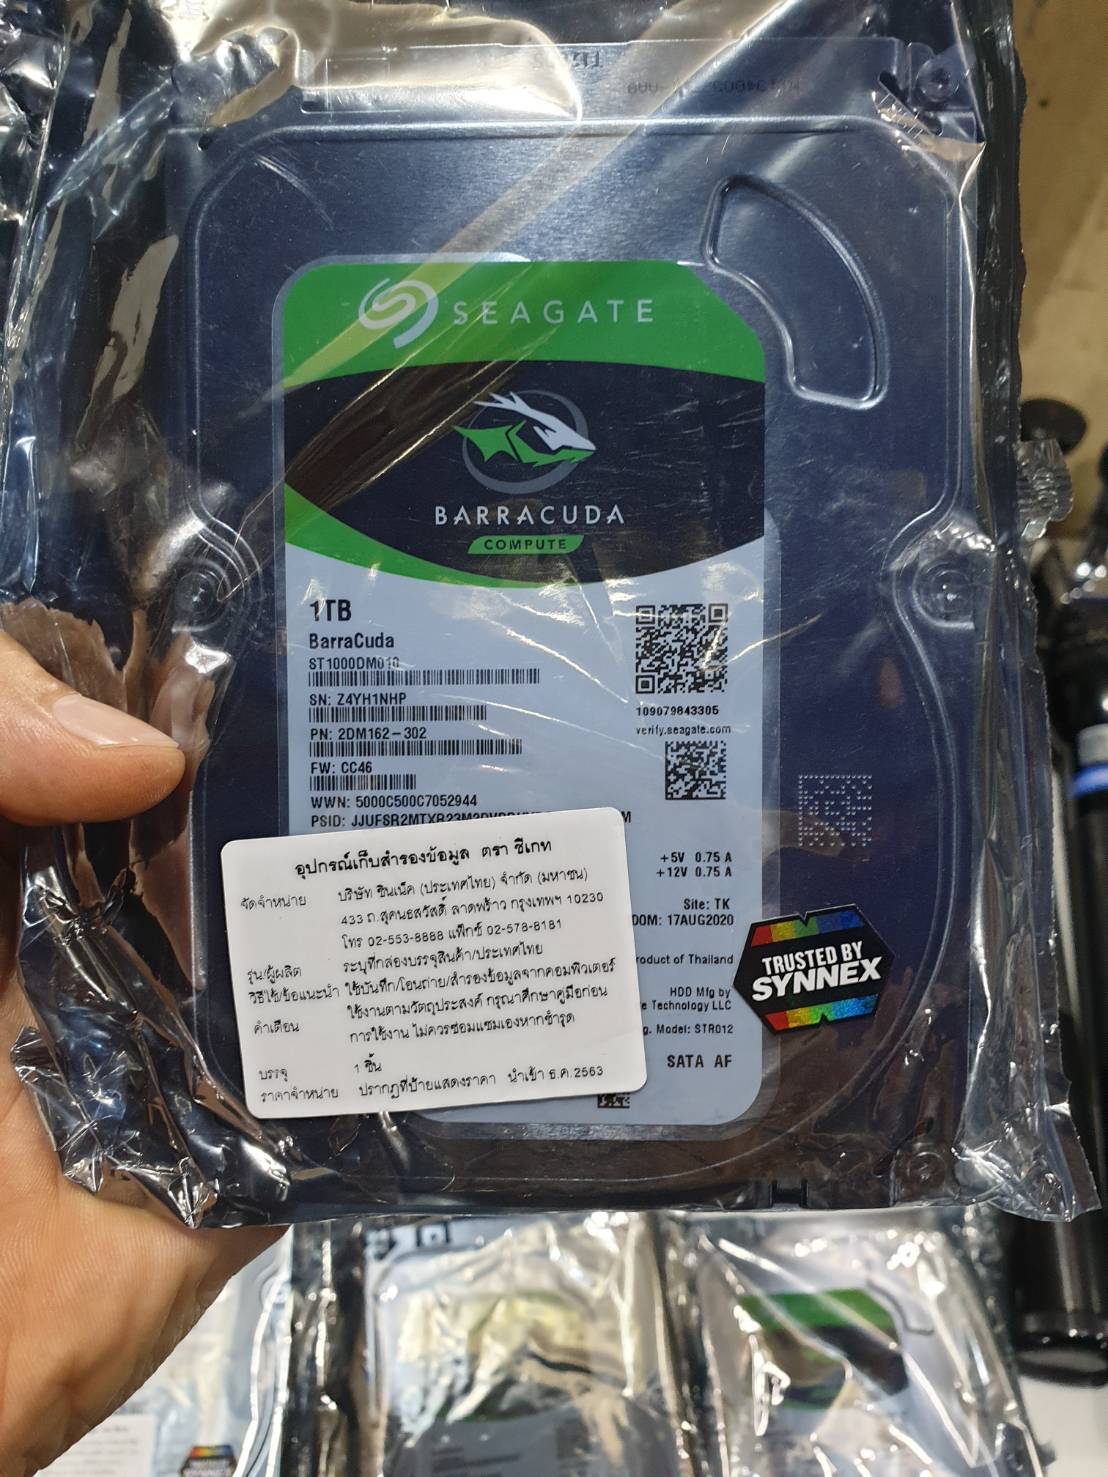 SEAGATE
BARRACUDA
COMPUTE
1TB
BarraCuda
ST1000DM010
SN: Z4YH1NHP
PN: 2DM162-302
FW: CC46
WWN: 5000C500C7052944
PSID:
109079843305
verify.seagate.com
+5V 0.75 A
+12V 0.75 A
Site: TK
DOM: 17AUG2020
roduct of Thailand
HDD Mfg by
e Technology LLC
g. Model: STR012
SATA AF
TRUSTED BY
SYNNEX
อุปกรณ์เก็บสำรองข้อมูล ตรา ซีเกท
จัดจำหน่าย บริษัท ซินเน็ค (ประเทศไทย) จำกัด (มหาชน)
433 ถ.สุคนธสวัสดิ์ ลาดพร้าว กรุงเทพฯ 10230
โทร 02-553-8888 แฟ็กซ์ 02-578-8181
รุ่น/ผู้ผลิต ระบุที่กล่องบรรจุสินค้า/ประเทศไทย
วิธีใช้/ข้อแนะนำ ใช้บันทึก/โอนถ่าย/สำรองข้อมูลจากคอมพิวเตอร์
คำเตือน ใช้งานตามวัตถุประสงค์ กรุณาศึกษาคู่มือก่อน
การใช้งาน ไม่ควรซ่อมแซมเองหากชำรุด
บรรจุ 1 ชิ้น
ราคาจำหน่าย ปรากฏที่ป้ายแสดงราคา นำเข้า ธ.ค.2563
SYNNEX